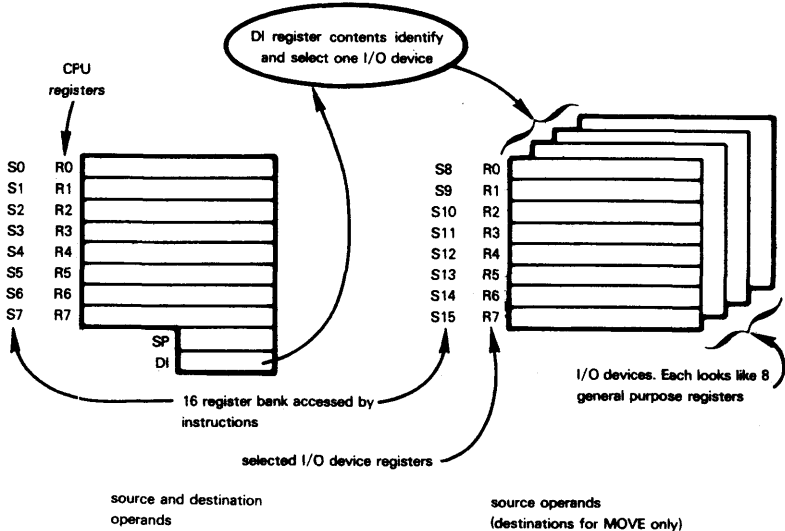 DI register contents identify
and select one I/O device
CPU
registers
S0 R0
S1 R1
S2 R2
S3 R3
S4 R4
S5 R5
S6 R6
S7 R7
SP
DI
S8 R0
S9 R1
S10 R2
S11 R3
S12 R4
S13 R5
S14 R6
S15 R7
I/O devices. Each looks like 8
general purpose registers
16 register bank accessed by
instructions
selected I/O device registers
source and destination
operands
source operands
(destinations for MOVE only)